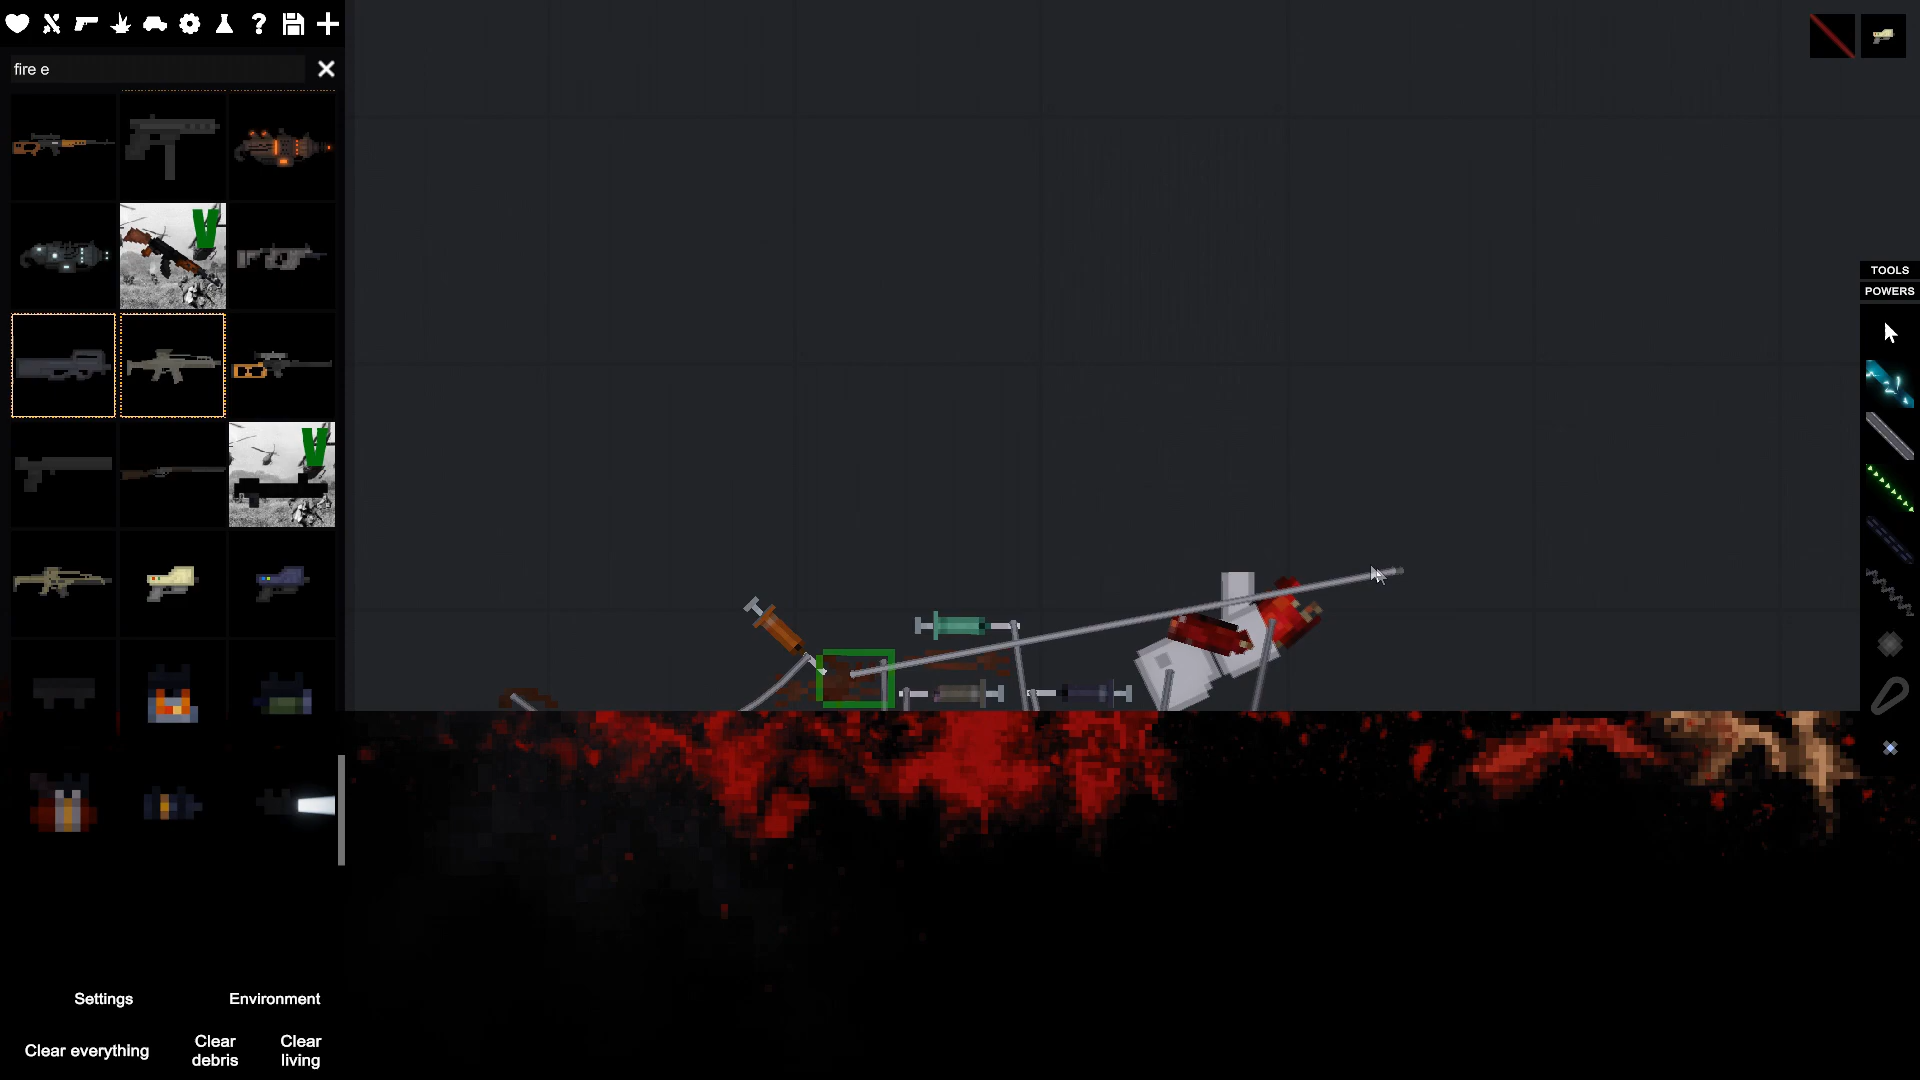 fire e
V
V
TOOLS
POWERS
Settings
Environment
Clear everything
Clear
debris
Clear
living